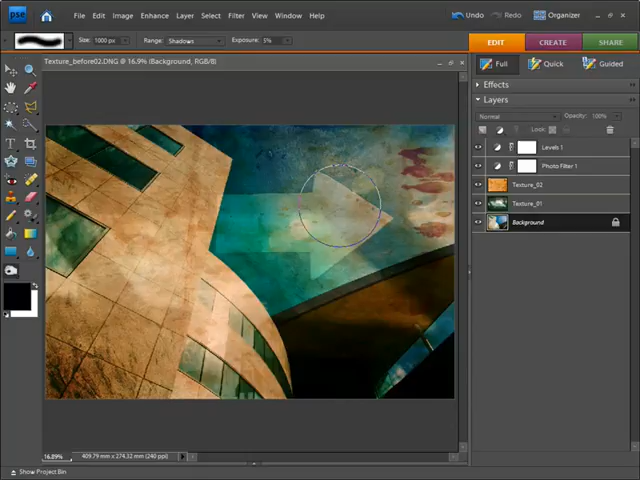 pse File Edit Image Enhance Layer Select Filter View Window Help Undo Redo Organizer
Size: 1000 px Range: Shadows Exposure: 5% EDIT CREATE SHARE
Texture_before02.DNG @ 16.9% (Background, RGB/8) Full Quick Guided
Effects
Layers
Normal Opacity: 100%
Lock:
Levels 1
Photo Filter 1
Texture_02
Texture_01
Background
16.89% 409.79 mm x 274.32 mm (240 ppi)
Show Project Bin